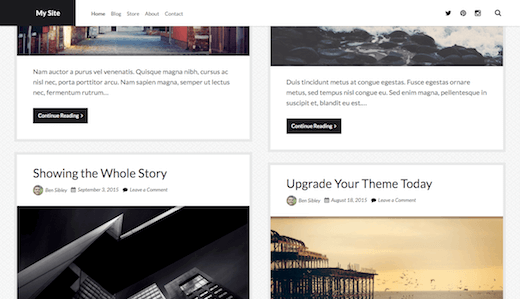 My Site
Home Blog Store About Contact
Nam auctor a purus vel venenatis. Quisque magna nibh, cursus ac
nisl nec, porta porttitor arcu. Nam sapien magna, semper ut lectus
nec, fermentum rutrum…
Continue Reading
Duis tincidunt metus at congue egestas. Fusce egestas ornare
metus, sed tempus nisl congue eu. Sed enim magna, pellentesque in
suscipit et, blandit eu est.…
Continue Reading
Showing the Whole Story
Ben Sibley September 3, 2015 Leave a Comment
Upgrade Your Theme Today
Ben Sibley August 18, 2015 Leave a Comment